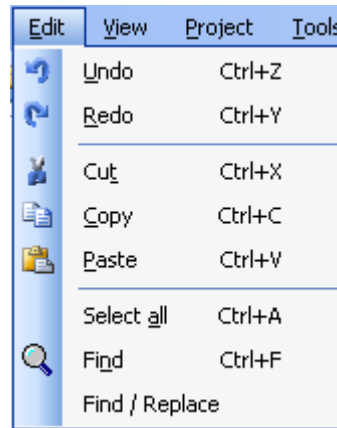 Edit View Project Tools
Undo Ctrl+Z
Redo Ctrl+Y
Cut Ctrl+X
Copy Ctrl+C
Paste Ctrl+V
Select all Ctrl+A
Find Ctrl+F
Find / Replace